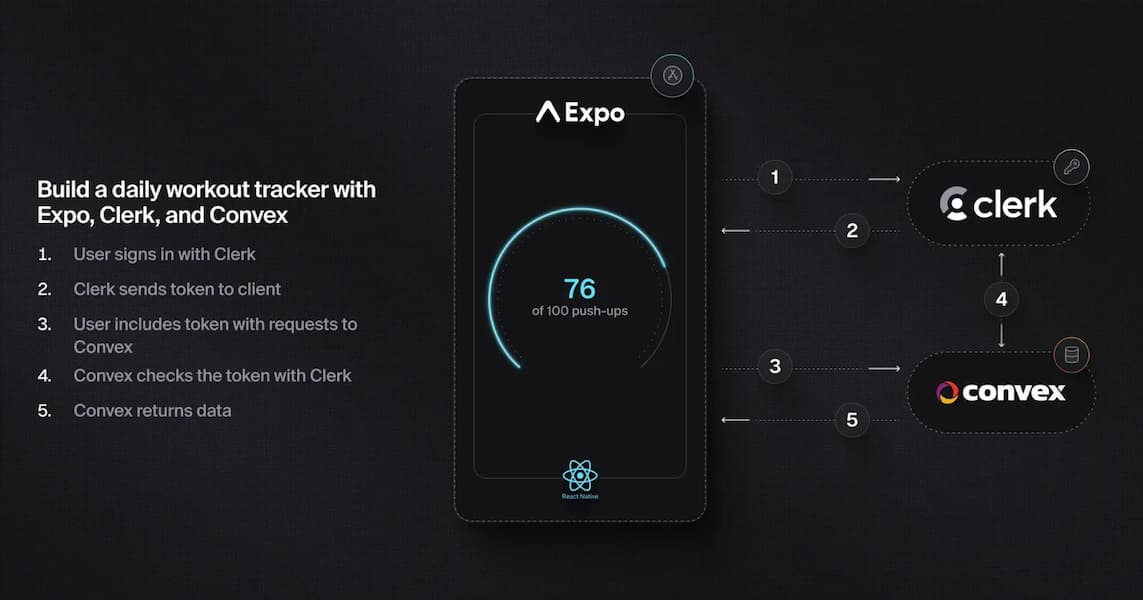 Build a daily workout tracker with
Expo, Clerk, and Convex
1. User signs in with Clerk
2. Clerk sends token to client
3. User includes token with requests to
Convex
4. Convex checks the token with Clerk
5. Convex returns data
Expo
76
of 100 push-ups
React Native
1
2
3
5
clerk
4
convex